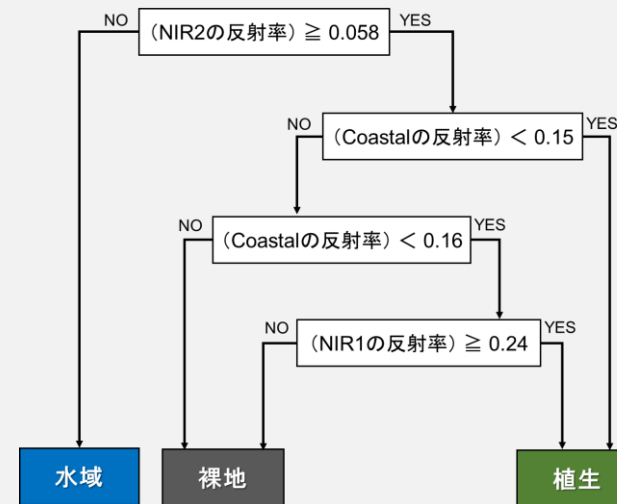 NO
(NIR2の反射率) ≧ 0.058
YES
NO
(Coastalの反射率) < 0.15
YES
NO
(Coastalの反射率) < 0.16
YES
NO
(NIR1の反射率) ≧ 0.24
YES
水域
裸地
植生